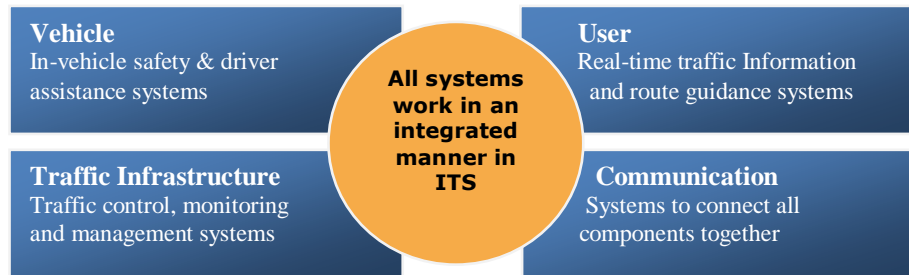 Vehicle
In-vehicle safety & driver
assistance systems
User
Real-time traffic Information
and route guidance systems
All systems
work in an
integrated
manner in
ITS
Traffic Infrastructure
Traffic control, monitoring
and management systems
Communication
Systems to connect all
components together